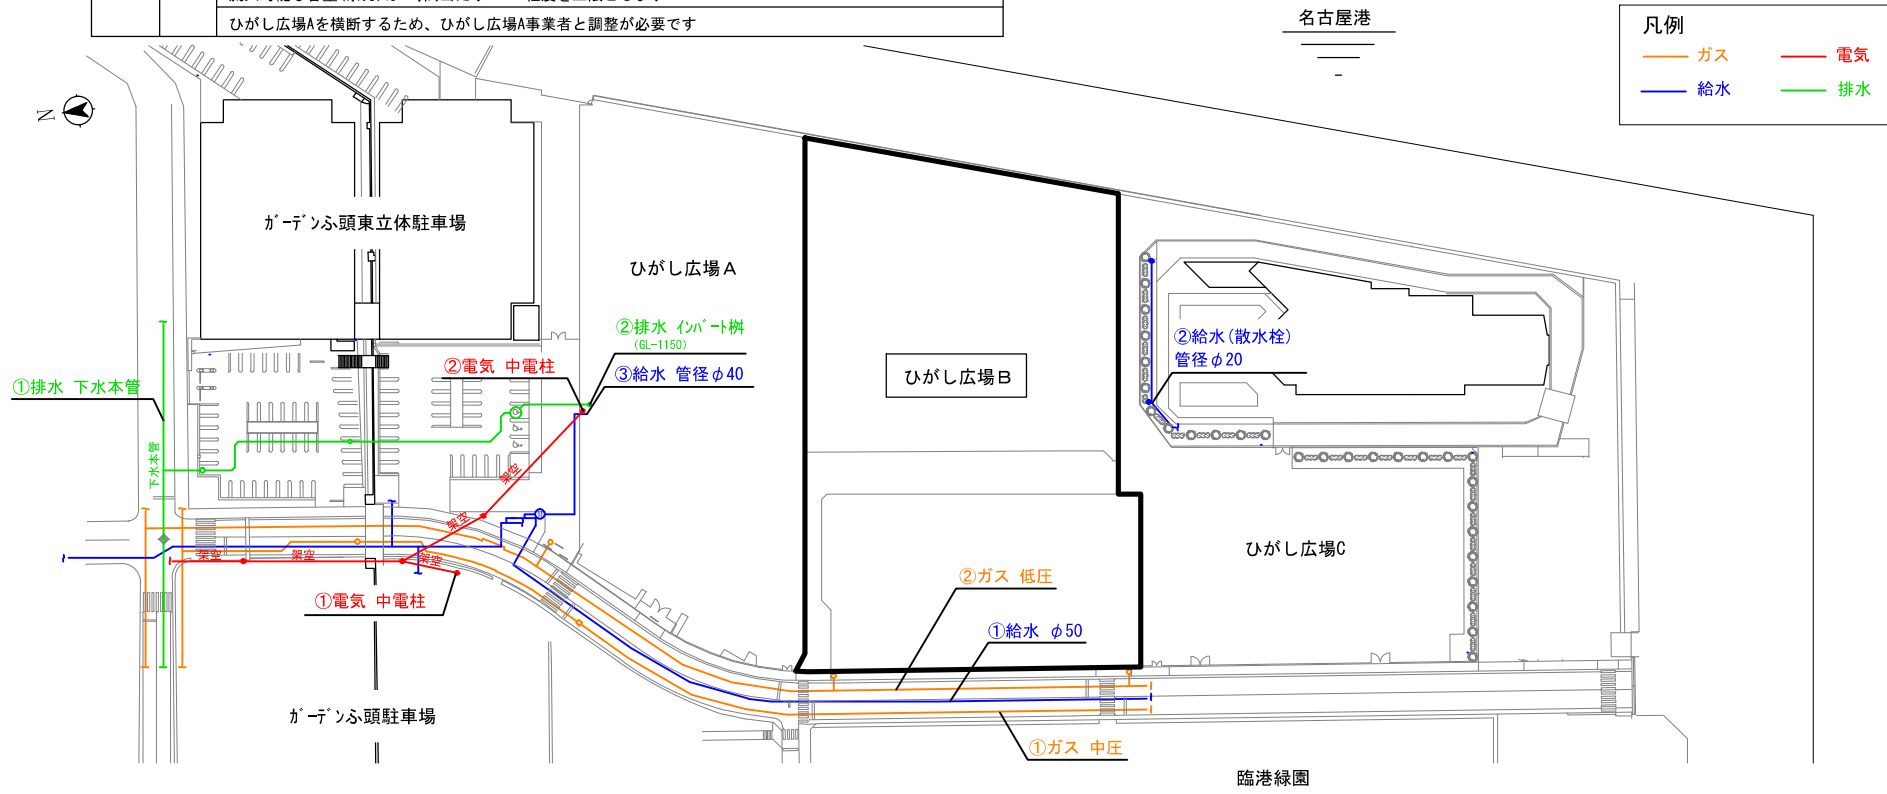 ひがし広場Aを横断するため、ひがし広場A事業者と調整が必要です
名古屋港
凡例
ガス
電気
給水
排水
N
ガーデンふ頭東立体駐車場
ひがし広場A
②排水 インバート桝
(GL-1150)
②電気 中電柱
③給水 管径φ40
①排水 下水本管
下水本管
ひがし広場B
②給水(散水栓)
管径φ20
架空
架空
架空
架空
架空
ひがし広場C
②ガス 低圧
①電気 中電柱
①給水 φ50
ガーデンふ頭駐車場
①ガス 中圧
臨港緑園